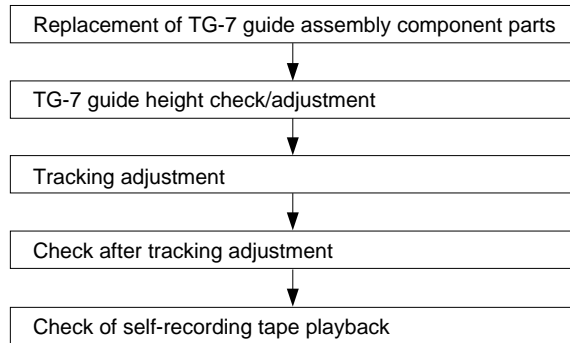 Replacement of TG-7 guide assembly component parts
TG-7 guide height check/adjustment
Tracking adjustment
Check after tracking adjustment
Check of self-recording tape playback